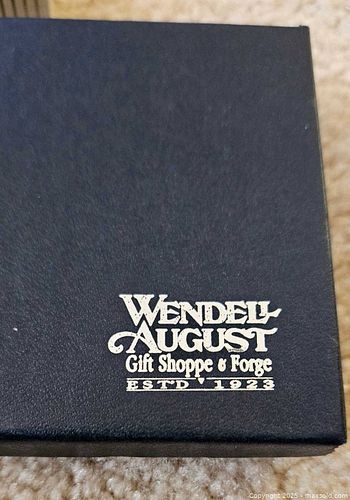 WENDELL
AUGUST
Gift Shoppe & Forge
ESTD 1923
Copyright 2025 - maxsold.com